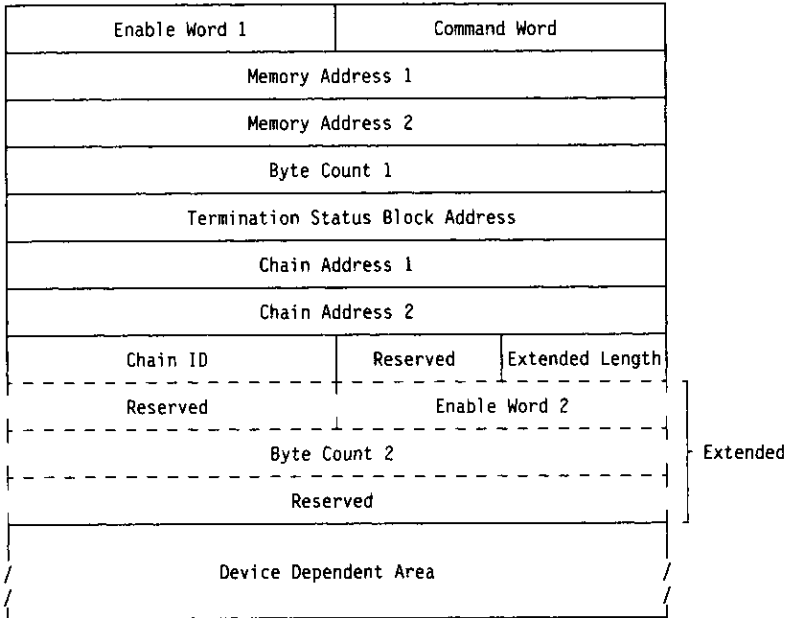 Enable Word 1 Command Word
Memory Address 1
Memory Address 2
Byte Count 1
Termination Status Block Address
Chain Address 1
Chain Address 2
Chain ID Reserved Extended Length
Reserved Enable Word 2
Byte Count 2
Extended
Reserved
Device Dependent Area